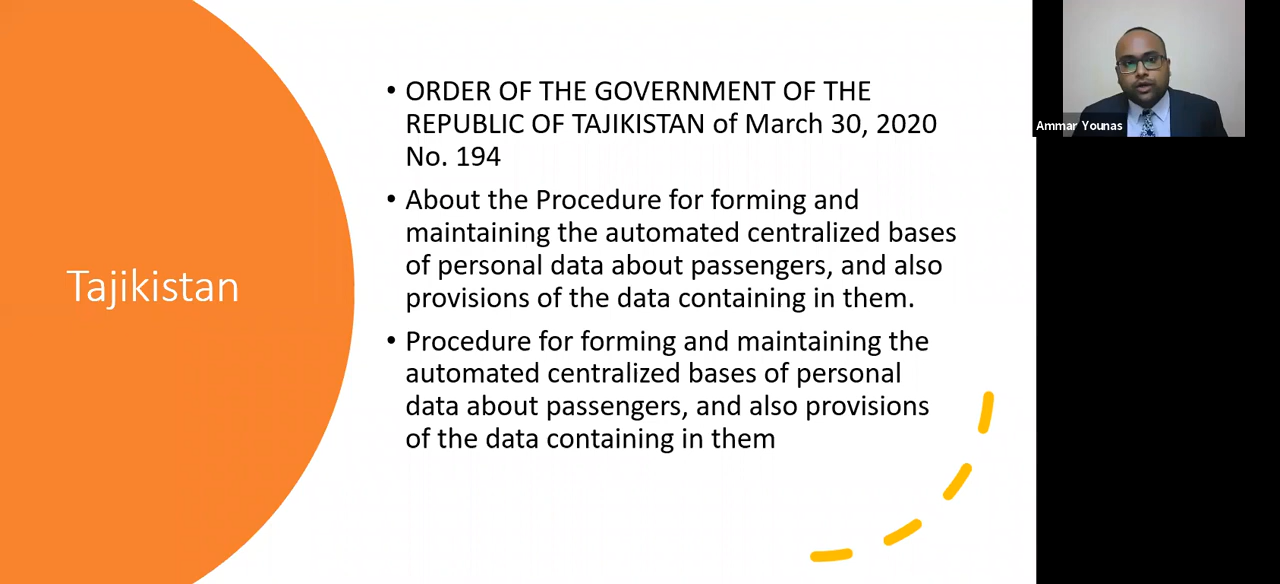 Tajikistan
• ORDER OF THE GOVERNMENT OF THE
REPUBLIC OF TAJIKISTAN of March 30, 2020
No. 194
• About the Procedure for forming and
maintaining the automated centralized bases
of personal data about passengers, and also
provisions of the data containing in them.
• Procedure for forming and maintaining the
automated centralized bases of personal
data about passengers, and also provisions
of the data containing in them
Ammar Younas